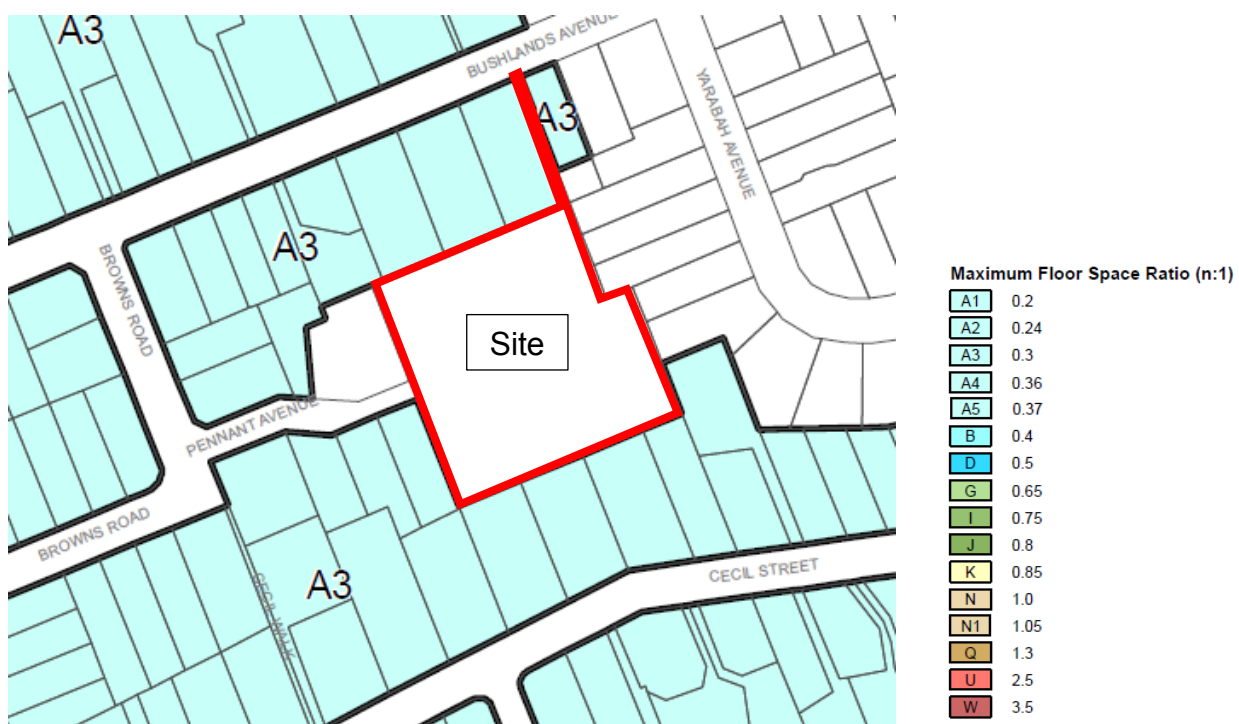 A3
BUSHLANDS AVENUE
A3
YARABAH AVENUE
A3
BROWNS ROAD
Site
PENNANT AVENUE
BROWNS ROAD
CECIL STREET
A3
CECIL WALK
Maximum Floor Space Ratio (n:1)
A1 0.2
A2 0.24
A3 0.3
A4 0.36
A5 0.37
B 0.4
D 0.5
G 0.65
I 0.75
J 0.8
K 0.85
N 1.0
N1 1.05
Q 1.3
U 2.5
W 3.5